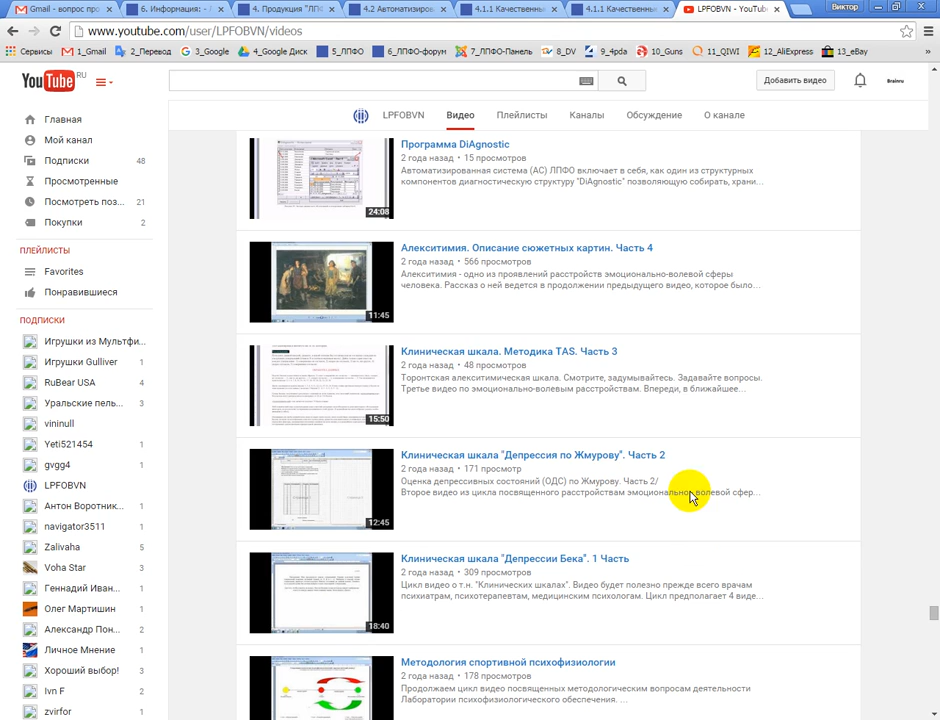 Gmail - вопрос про
6. Информация: - А
4. Продукция "ЛПФ
4.2 Автоматизиров
4.1.1 Качественны
4.1.1 Качественны
LPFOBVN - YouTube
Виктор
www.youtube.com/user/LPFOBVN/videos
Сервисы 1_Gmail 2_Перевод 3_Google 4_Google Диск 5_ЛПФО 6_ЛПФО-форум 7_ЛПФО-Панель 8_DV 9_4pda 10_Guns 11_QIWI 12_AliExpress 13_eBay »
YouTube RU
Добавить видео
Brainru
LPFOBVN Видео Плейлисты Каналы Обсуждение О канале
Главная
Мой канал
Подписки 48
Просмотренные
Посмотреть поз... 21
Покупки 2
ПЛЕЙЛИСТЫ
Favorites
Понравившиеся
ПОДПИСКИ
Игрушки из Мультфи...
Игрушки Gulliver 1
RuBear USA 4
Уральские пель... 3
vininull
Yeti521454 1
gvgg4 1
LPFOBVN
Антон Воротник... 1
navigator3511 1
Zalivaha 5
Voha Star 3
Геннадий Иван... 1
Олег Мартишин 1
Александр Пон... 2
Личное Мнение 1
Хороший выбор! 3
Ivn F 2
zvirfor 2
Программа DiAgnostic
2 года назад • 15 просмотров
Автоматизированная система (АС) ЛПФО включает в себя, как один из структурных
компонентов диагностическую структуру "DiAgnostic" позволяющую собирать, храни...
24:08
Алекситимия. Описание сюжетных картин. Часть 4
2 года назад • 566 просмотров
Алекситимия - одно из проявлений расстройств эмоционально-волевой сферы
человека. Рассказ о ней ведется в продолжении предыдущего видео, которое было...
11:45
Клиническая шкала. Методика TAS. Часть 3
2 года назад • 48 просмотров
Торонтская алекситимическая шкала. Смотрите, задумывайтесь. Задавайте вопросы.
Третье видео по эмоционально-волевым расстройствам. Впереди, в ближайшее...
15:50
Клиническая шкала "Депрессия по Жмурову". Часть 2
2 года назад • 171 просмотр
Оценка депрессивных состояний (ОДС) по Жмурову. Часть 2/
Второе видео из цикла посвященного расстройствам эмоционально-волевой сфер...
12:45
Клиническая шкала "Депрессии Бека". 1 Часть
2 года назад • 309 просмотров
Цикл видео о т.н. "Клинических шкалах". Видео будет полезно прежде всего врачам
психиатрам, психотерапевтам, медицинским психологам. Цикл предполагает 4 виде...
18:40
Методология спортивной психофизиологии
2 года назад • 178 просмотров
Продолжаем цикл видео посвященных методологическим вопросам деятельности
Лаборатории психофизиологического обеспечения. ...